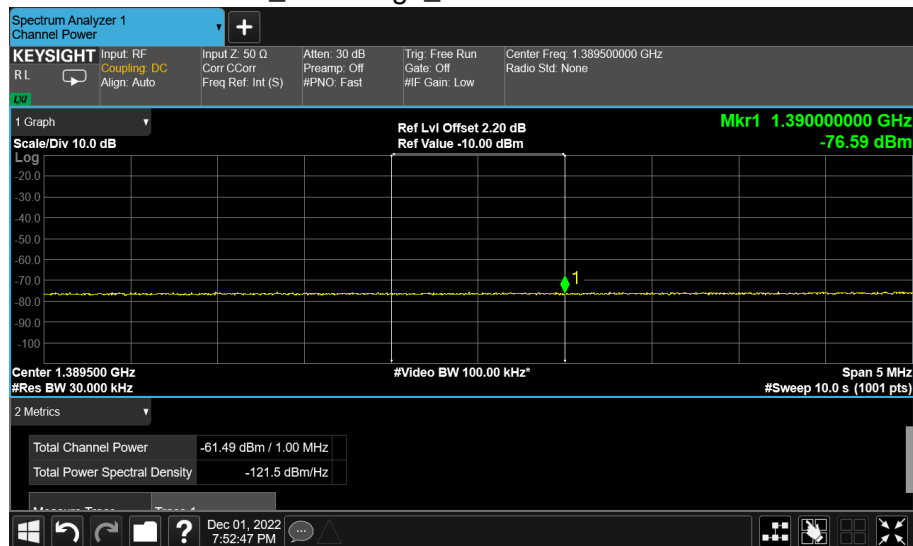 Spectrum Analyzer 1
Channel Power
KEYSIGHT
RL
LXI
Input: RF
Coupling: DC
Align: Auto
Input Z: 50 Ω
Corr CCorr
Freq Ref: Int (S)
Atten: 30 dB
Preamp: Off
#PNO: Fast
Trig: Free Run
Gate: Off
#IF Gain: Low
Center Freq: 1.389500000 GHz
Radio Std: None
1 Graph
Scale/Div 10.0 dB
Ref Lvl Offset 2.20 dB
Ref Value -10.00 dBm
Mkr1 1.390000000 GHz
-76.59 dBm
Log
-20.0
-30.0
-40.0
-50.0
-60.0
-70.0
-80.0
-90.0
-100
1
Center 1.389500 GHz
#Res BW 30.000 kHz
#Video BW 100.00 kHz*
Span 5 MHz
#Sweep 10.0 s (1001 pts)
2 Metrics
Total Channel Power -61.49 dBm / 1.00 MHz
Total Power Spectral Density -121.5 dBm/Hz
Dec 01, 2022
7:52:47 PM